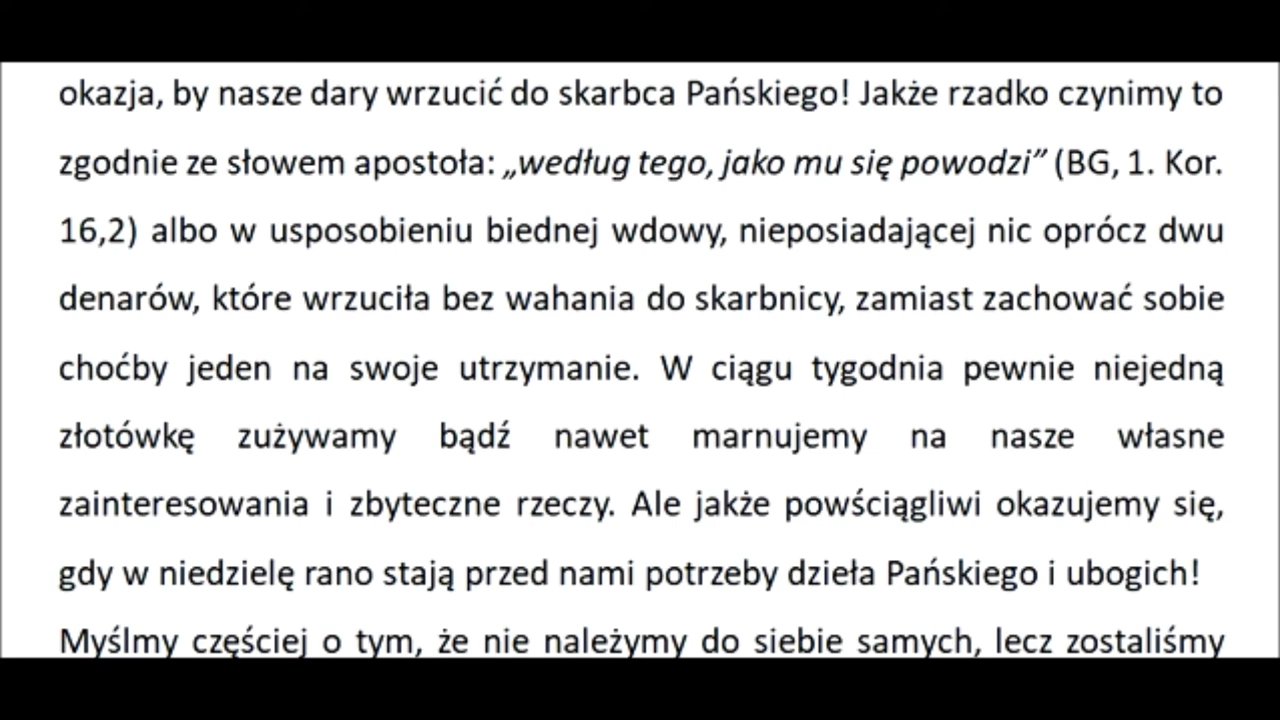 okazja, by nasze dary wrzucić do skarbca Pańskiego! Jakże rzadko czynimy to
zgodnie ze słowem apostoła: „według tego, jako mu się powodzi” (BG, 1. Kor.
16,2) albo w usposobieniu biednej wdowy, nieposiadającej nic oprócz dwu
denarów, które wrzuciła bez wahania do skarbnicy, zamiast zachować sobie
choćby jeden na swoje utrzymanie. W ciągu tygodnia pewnie niejedną
złotówkę zużywamy bądź nawet marnujemy na nasze własne
zainteresowania i zbyteczne rzeczy. Ale jakże powściągliwi okazujemy się,
gdy w niedzielę rano stają przed nami potrzeby dzieła Pańskiego i ubogich!
Myślmy częściej o tym, że nie należymy do siebie samych, lecz zostaliśmy